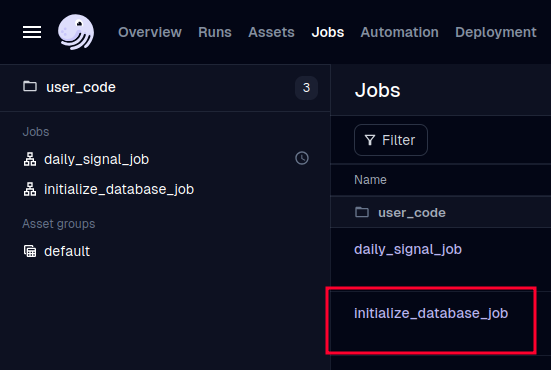 Overview Runs Assets Jobs Automation Deployment
user_code 3
Jobs
daily_signal_job
initialize_database_job
Asset groups
default
Jobs
Filter
Name
user_code
daily_signal_job
initialize_database_job